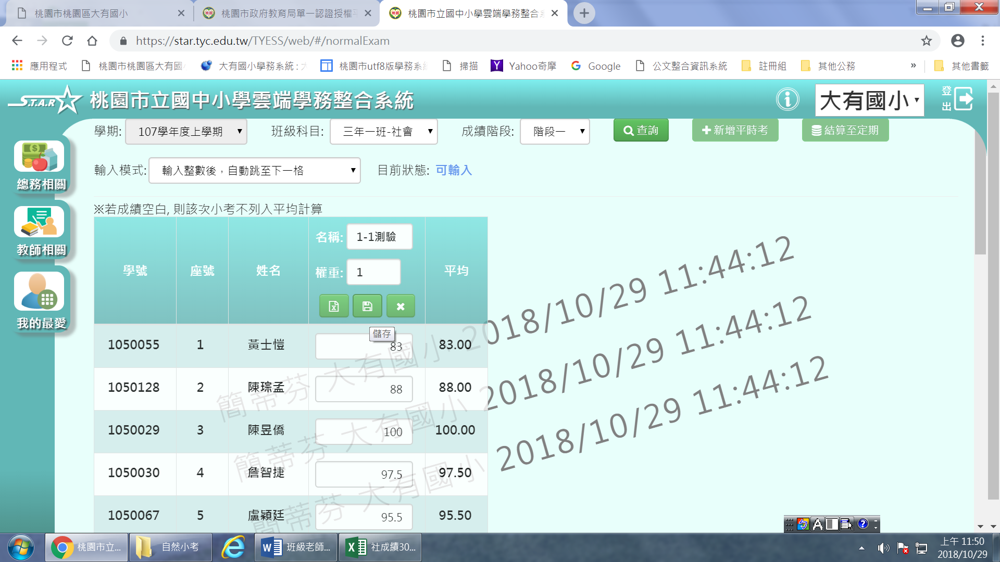 桃園市桃園區大有國小
桃園市政府教育局單一認證授權
桃園市立國中小學雲端學務整合系
https://star.tyc.edu.tw/TYESS/web/#/normalExam
應用程式 桃園市桃園區大有國 大有國小學務系統 : 桃園市utf8版學務系 掃描 Yahoo奇摩 Google 公文整合資訊系統 註冊組 其他公務 » 其他書籤
S.T.A.R 桃園市立國中小學雲端學務整合系統 大有國小 登出
學期: 107學年度上學期 班級科目: 三年一班-社會 成績階段: 階段一 查詢 新增平時考 結算至定期
輸入模式: 輸入整數後，自動跳至下一格 目前狀態: 可輸入
總務相關
教師相關
我的最愛
※若成績空白, 則該次小考不列入平均計算
學號 座號 姓名 名稱: 1-1測驗 平均
權重: 1
儲存
1050055 1 黃士愷 83 83.00
1050128 2 陳琮孟 88 88.00
1050029 3 陳昱僑 100 100.00
1050030 4 詹智捷 97.5 97.50
1050067 5 盧穎廷 95.5 95.50
簡蒂芬 大有國小 2018/10/29 11:44:12
簡蒂芬 大有國小 2018/10/29 11:44:12
簡蒂芬 大有國小 2018/10/29 11:44:12
桃園市立... 自然小考 班級老師... 社成績30...
上午 11:50
2018/10/29